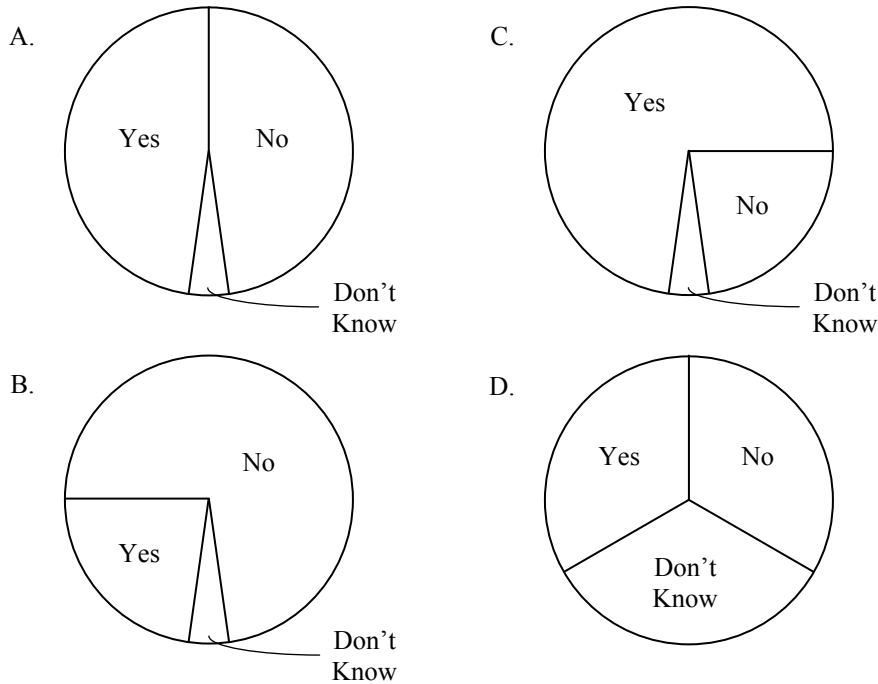 A.
Yes
No
Don’t
Know
B.
No
Yes
Don’t
Know
C.
Yes
No
Don’t
Know
D.
Yes
No
Don’t
Know